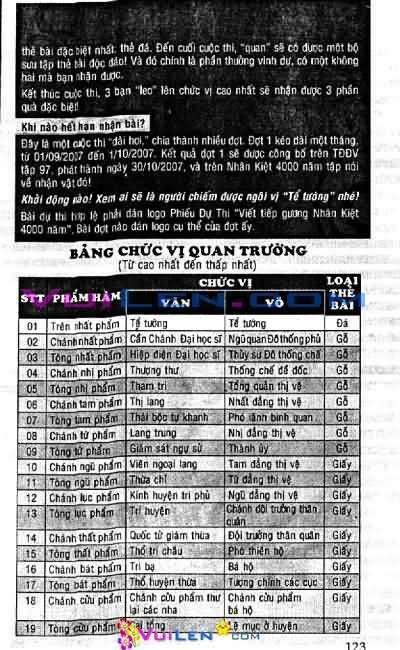 thẻ bài đặc biệt nhất: thẻ đá. Đến cuối cuộc thi, "quan" sẽ có được một bộ
sưu tập thẻ bài độc đáo! Và đó chính là phần thưởng vinh dự, có một không
hai mà bạn nhận được.
Kết thúc cuộc thi, 3 bạn "leo" lên chức vị cao nhất sẽ nhận được 3 phần
quà đặc biệt!
Khi nào hết hạn nhận bài?
Đây là một cuộc thi "dài hơi," chia thành nhiều đợt. Đợt 1 kéo dài một tháng,
từ 01/09/2007 đến 1/10/2007. Kết quả đợt 1 sẽ được công bố trên TĐĐV
tập 97, phát hành ngày 30/10/2007, và trên Nhân Kiệt 4000 năm tập nói
về nhân vật đó!
Khởi động nào! Xem ai sẽ là người chiếm được ngôi vị "Tể tướng" nhé!
Bài dự thi hợp lệ phải dán logo Phiếu Dự Thi "Viết tiếp gương Nhân Kiệt
4000 năm". Bài đợt nào dán logo cụ thể của đợt ấy.
BẢNG CHỨC VỊ QUAN TRƯỜNG
(Từ cao nhất đến thấp nhất)
STT PHẨM HÀM CHỨC VỊ LOẠI THẺ BÀI
VĂN VÕ
01 Trên nhất phẩm Tể tướng Tể tướng Đá
02 Chánh nhất phẩm Cần Chánh Đại học sĩ Ngũ quân Đô thống phủ Gỗ
03 Tòng nhất phẩm Hiệp điện Đại học sĩ Thủy sư Đô thống chế Gỗ
04 Chánh nhị phẩm Thượng thư Thống chế đề đốc Gỗ
05 Tòng nhị phẩm Tham tri Tổng quản thị vệ Gỗ
06 Chánh tam phẩm Thị lang Nhất đẳng thị vệ Gỗ
07 Tòng tam phẩm Thái bộc tự khanh Phó lãnh binh quan Gỗ
08 Chánh tứ phẩm Lang trung Nhị đẳng thị vệ Gỗ
09 Tòng tứ phẩm Giám sát ngự sử Thành úy Gỗ
10 Chánh ngũ phẩm Viên ngoại lang Tam đẳng thị vệ Giấy
11 Tòng ngũ phẩm Thừa chỉ Tứ đẳng thị vệ Giấy
12 Chánh lục phẩm Kinh huyện tri phủ Ngũ đẳng thị vệ Giấy
13 Tòng lục phẩm Tri huyện Chánh đội trưởng thân quân Giấy
14 Chánh thất phẩm Quốc tử giám thừa Đội trưởng thân quân Giấy
15 Tòng thất phẩm Thổ tri châu Phó thiên hộ Giấy
16 Chánh bát phẩm Tri bạ Bá hộ Giấy
17 Tòng bát phẩm Thổ huyện thừa Tượng chính các cục Giấy
18 Chánh cửu phẩm Chánh cửu phẩm thư lại các nha Chánh cửu phẩm bá hộ Giấy
19 Tòng cửu phẩm Cai tổng Lệ mục ở huyện Giấy
VUILEN.COM
123